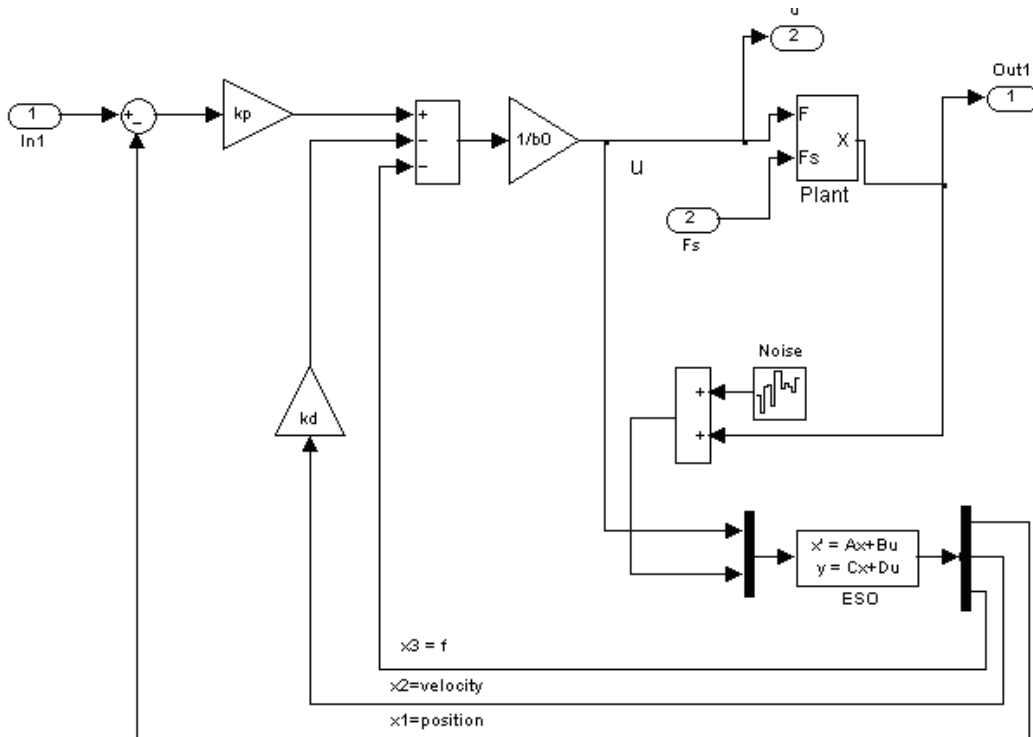 u
2
Out1
1
1
In1
+
−
kp
+
−
−
1/b0
u
F
Fs
X
Plant
2
Fs
Noise
+
+
kd
x' = Ax+Bu
y = Cx+Du
ESO
x3 = f
x2=velocity
x1=position